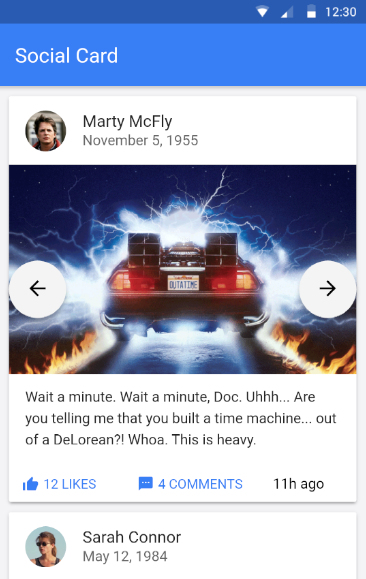 12:30
Social Card
Marty McFly
November 5, 1955
OUTATIME
Wait a minute. Wait a minute, Doc. Uhhh... Are
you telling me that you built a time machine... out
of a DeLorean?! Whoa. This is heavy.
12 LIKES 4 COMMENTS 11h ago
Sarah Connor
May 12, 1984